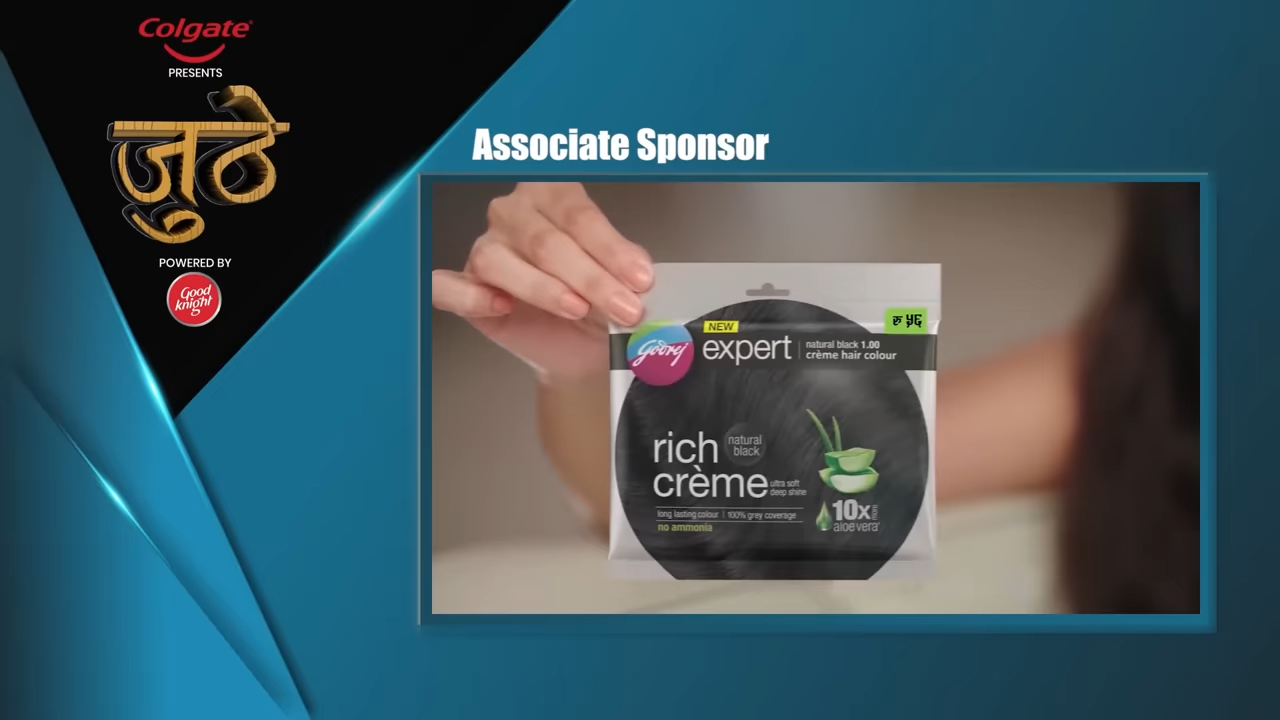 Colgate
PRESENTS
जुठे
POWERED BY
Good
knight
Associate Sponsor
NEW
Godrej
expert
natural black 1.00
crème hair colour
rich
crème
natural
black
ultra soft
deep shine
long lasting colour | 100% grey coverage
no ammonia
10x
aloe vera